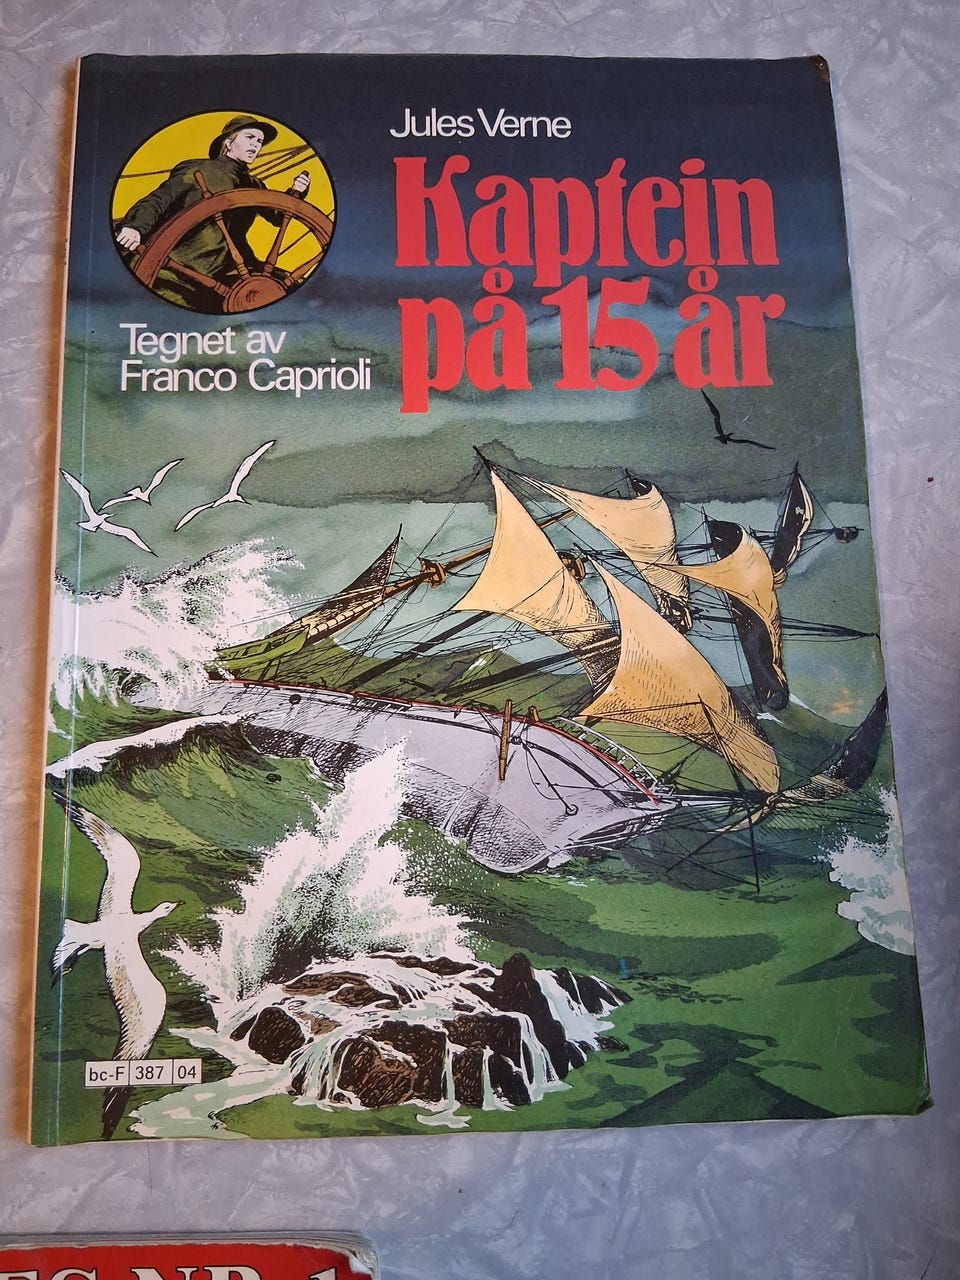 Jules Verne
Kaptein
på 15 år
Tegnet av
Franco Caprioli
bc-F 387 04